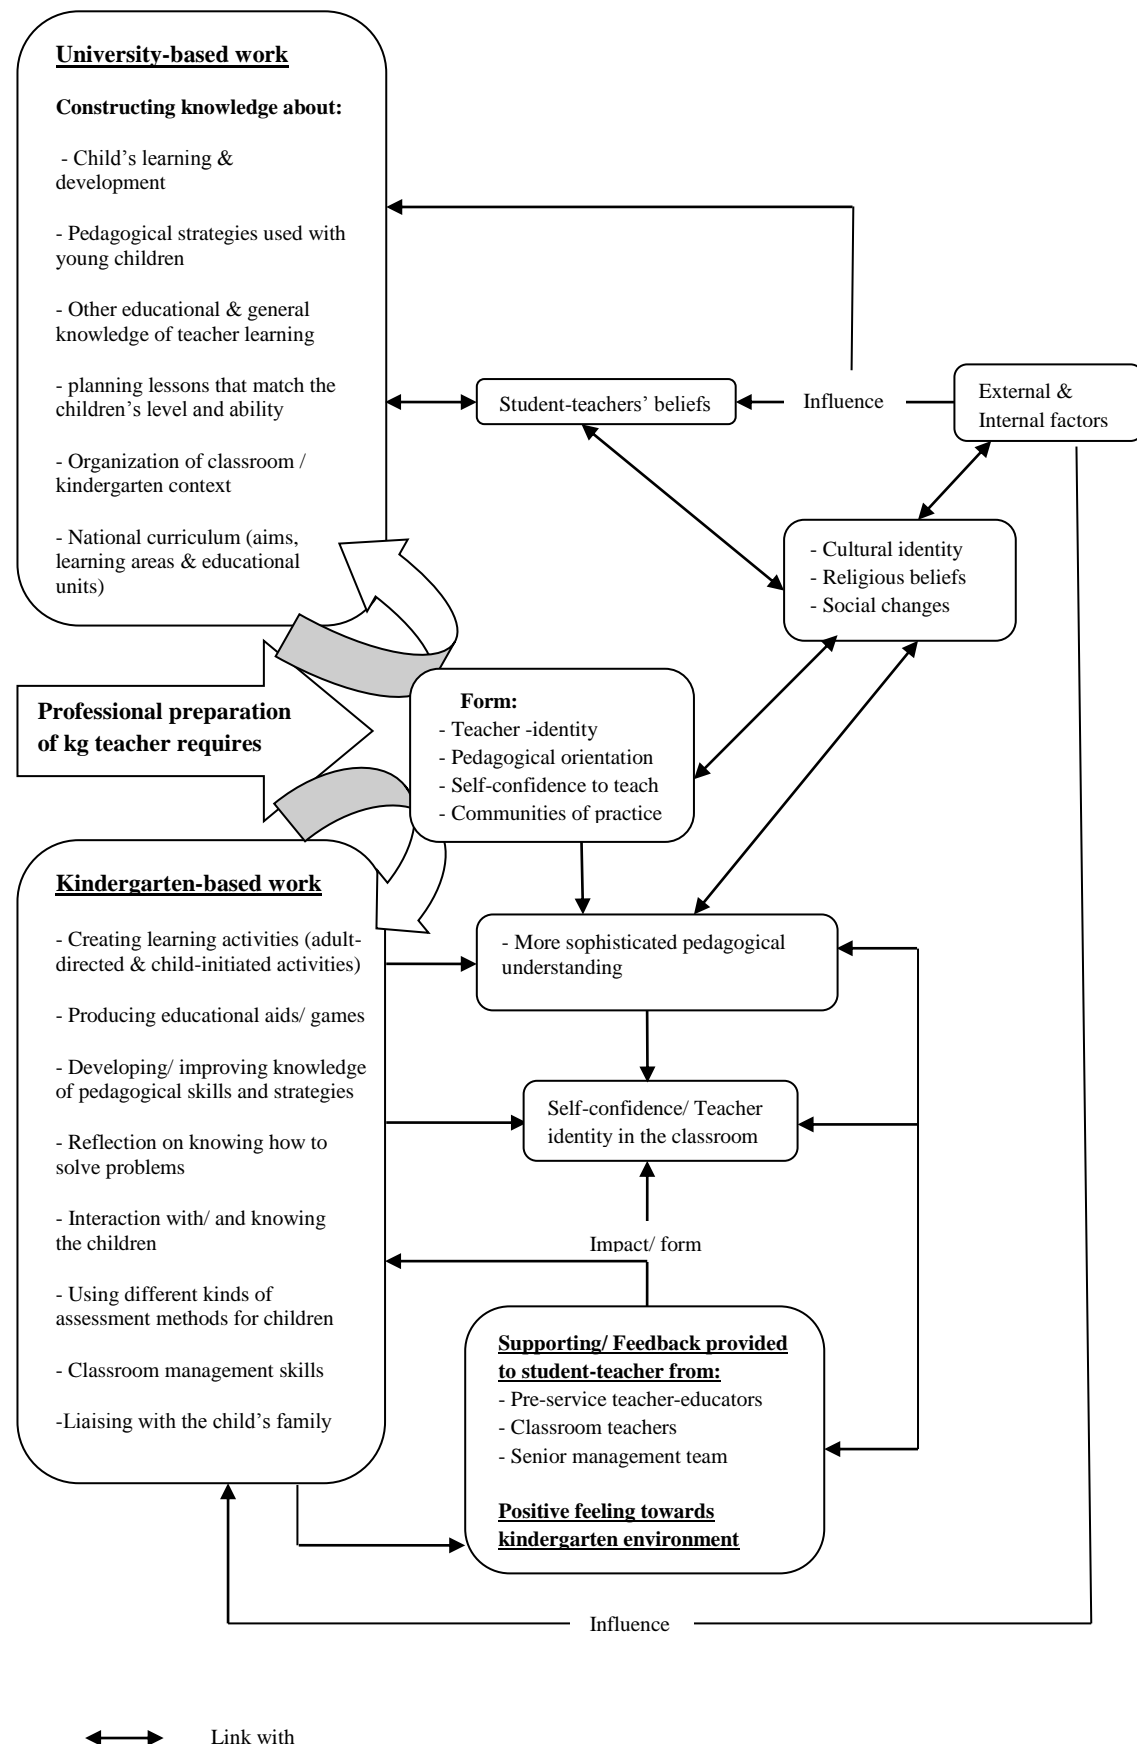 University-based work
Constructing knowledge about:
- Child’s learning &
development
- Pedagogical strategies used with
young children
- Other educational & general
knowledge of teacher learning
- planning lessons that match the
children’s level and ability
- Organization of classroom /
kindergarten context
- National curriculum (aims,
learning areas & educational
units)
Student-teachers’ beliefs
Influence
External &
Internal factors
- Cultural identity
- Religious beliefs
- Social changes
Professional preparation
of kg teacher requires
Form:
- Teacher -identity
- Pedagogical orientation
- Self-confidence to teach
- Communities of practice
Kindergarten-based work
- Creating learning activities (adult-
directed & child-initiated activities)
- Producing educational aids/ games
- Developing/ improving knowledge
of pedagogical skills and strategies
- Reflection on knowing how to
solve problems
- Interaction with/ and knowing
the children
- Using different kinds of
assessment methods for children
- Classroom management skills
-Liaising with the child’s family
- More sophisticated pedagogical
understanding
Self-confidence/ Teacher
identity in the classroom
Impact/ form
Supporting/ Feedback provided
to student-teacher from:
- Pre-service teacher-educators
- Classroom teachers
- Senior management team
Positive feeling towards
kindergarten environment
Influence
Link with